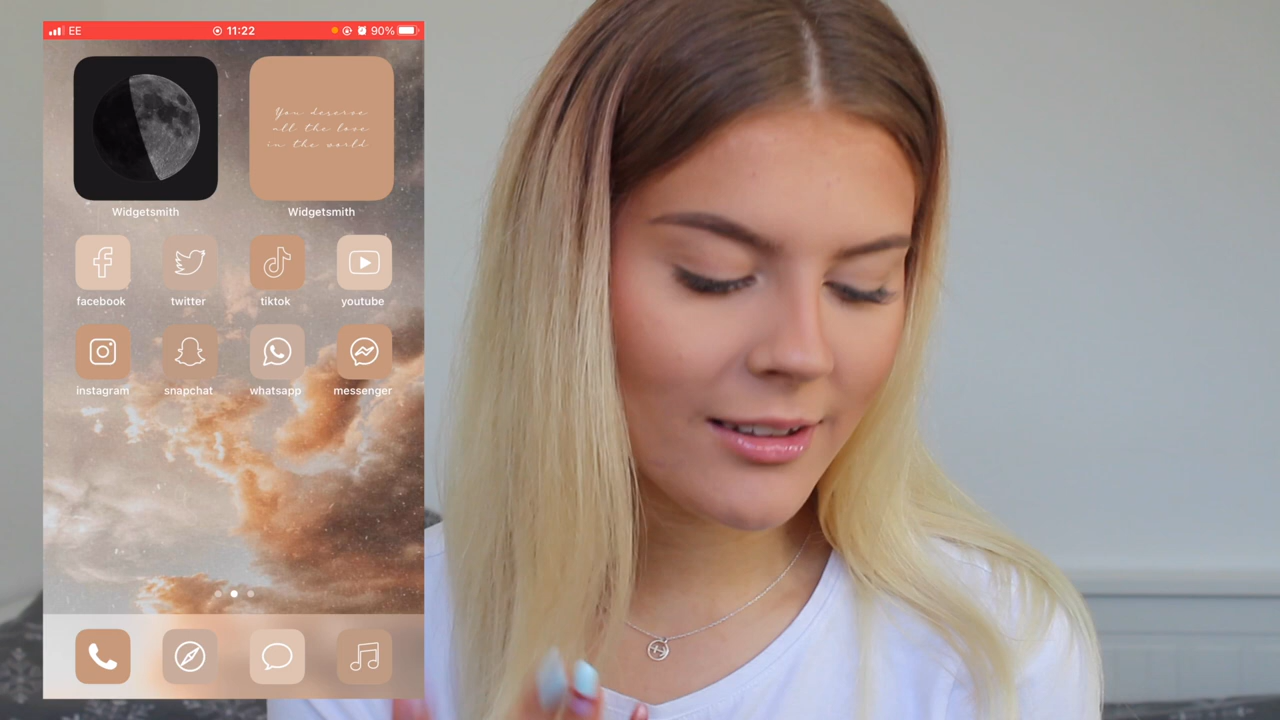 EE 11:22 90%
You deserve
all the love
in the world.
Widgetsmith Widgetsmith
facebook twitter tiktok youtube
instagram snapchat whatsapp messenger